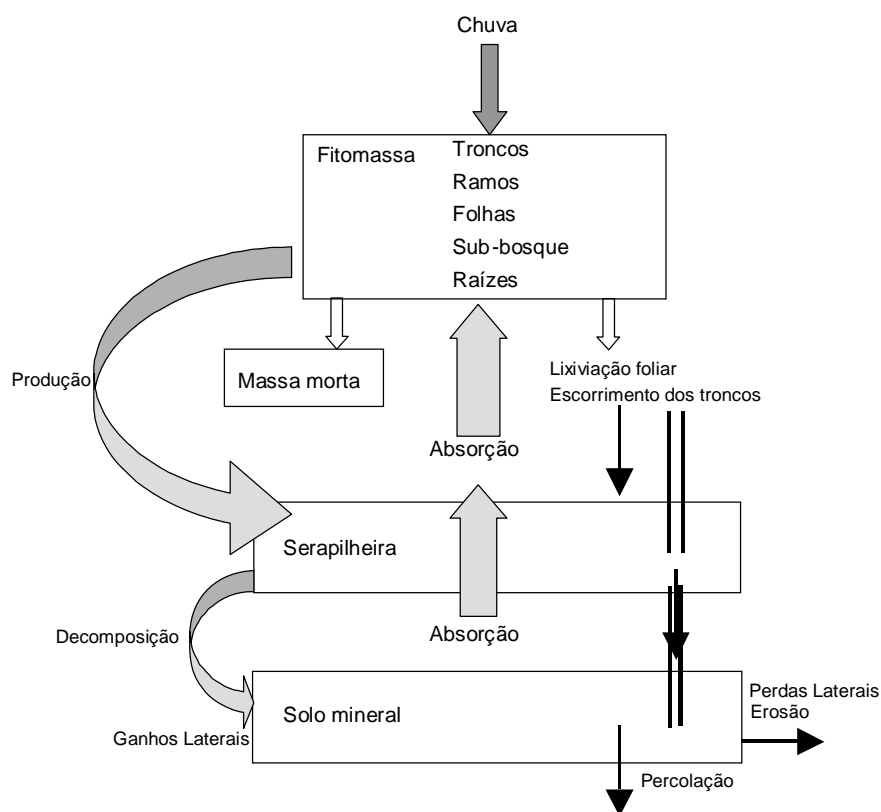 Chuva
Fitomassa
Troncos
Ramos
Folhas
Sub-bosque
Raízes
Produção
Massa morta
Lixiviação foliar
Escorrimento dos troncos
Absorção
Serapilheira
Decomposição
Absorção
Solo mineral
Ganhos Laterais
Perdas Laterais
Erosão
Percolação